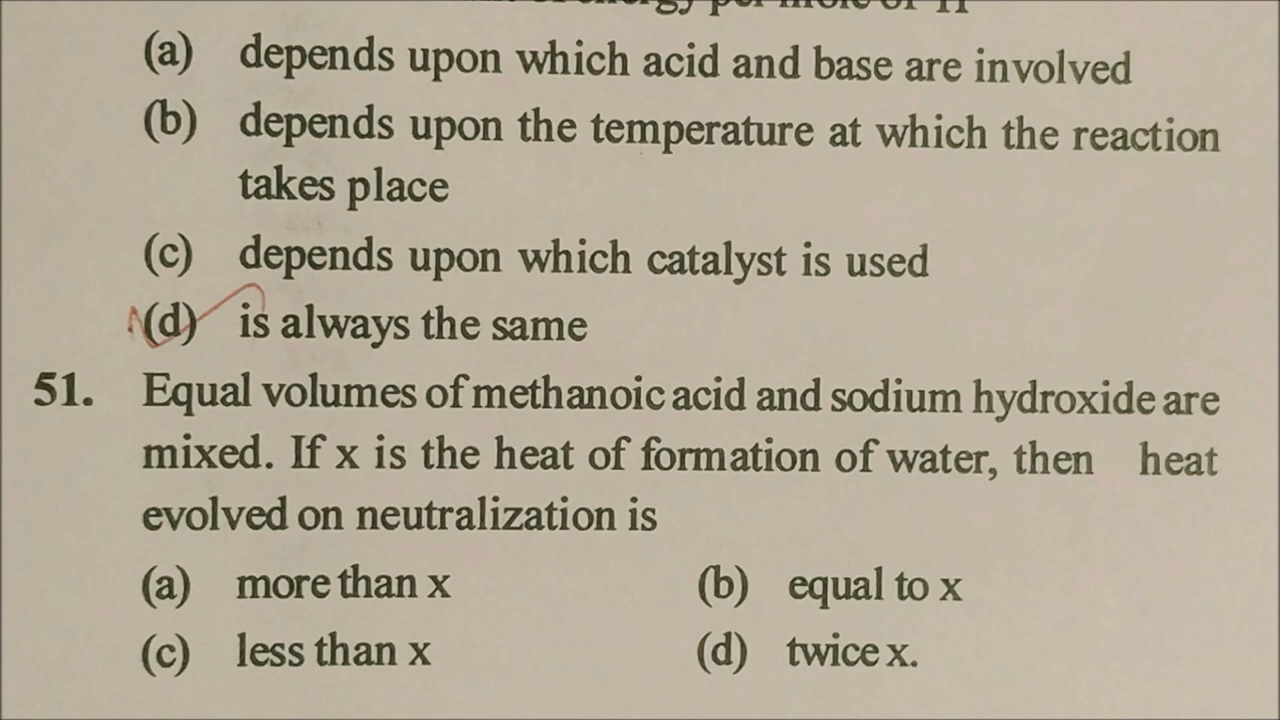 (a) depends upon which acid and base are involved
(b) depends upon the temperature at which the reaction
takes place
(c) depends upon which catalyst is used
(d) is always the same
51. Equal volumes of methanoic acid and sodium hydroxide are
mixed. If x is the heat of formation of water, then heat
evolved on neutralization is
(a) more than x (b) equal to x
(c) less than x (d) twice x.